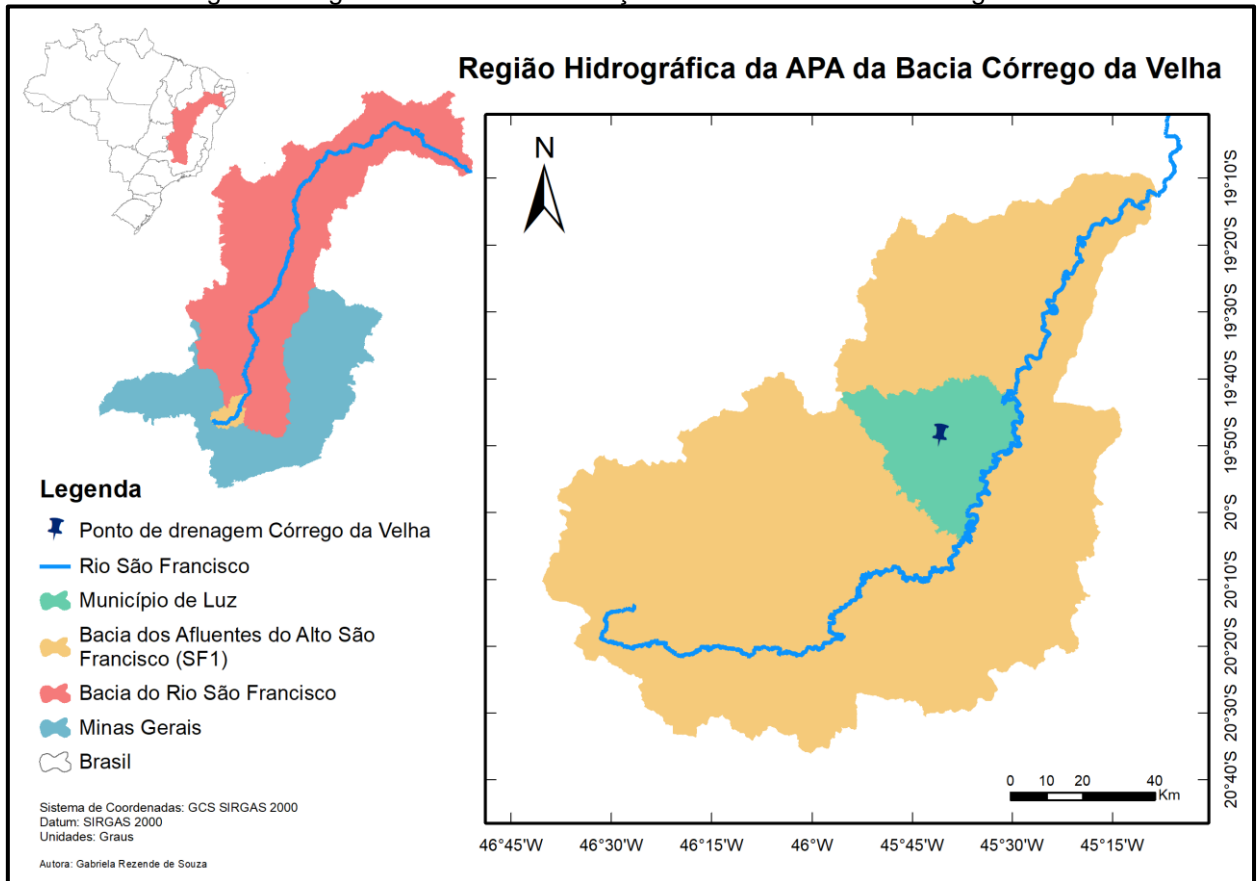 Região Hidrográfica da APA da Bacia Córrego da Velha
N
19°10'S
19°20'S
19°30'S
19°40'S
19°50'S
20°S
20°10'S
20°20'S
20°30'S
20°40'S
0 10 20 40
Km
46°45'W 46°30'W 46°15'W 46°W 45°45'W 45°30'W 45°15'W
Legenda
Ponto de drenagem Córrego da Velha
Rio São Francisco
Município de Luz
Bacia dos Afluentes do Alto São
Francisco (SF1)
Bacia do Rio São Francisco
Minas Gerais
Brasil
Sistema de Coordenadas: GCS SIRGAS 2000
Datum: SIRGAS 2000
Unidades: Graus
Autora: Gabriela Rezende de Souza